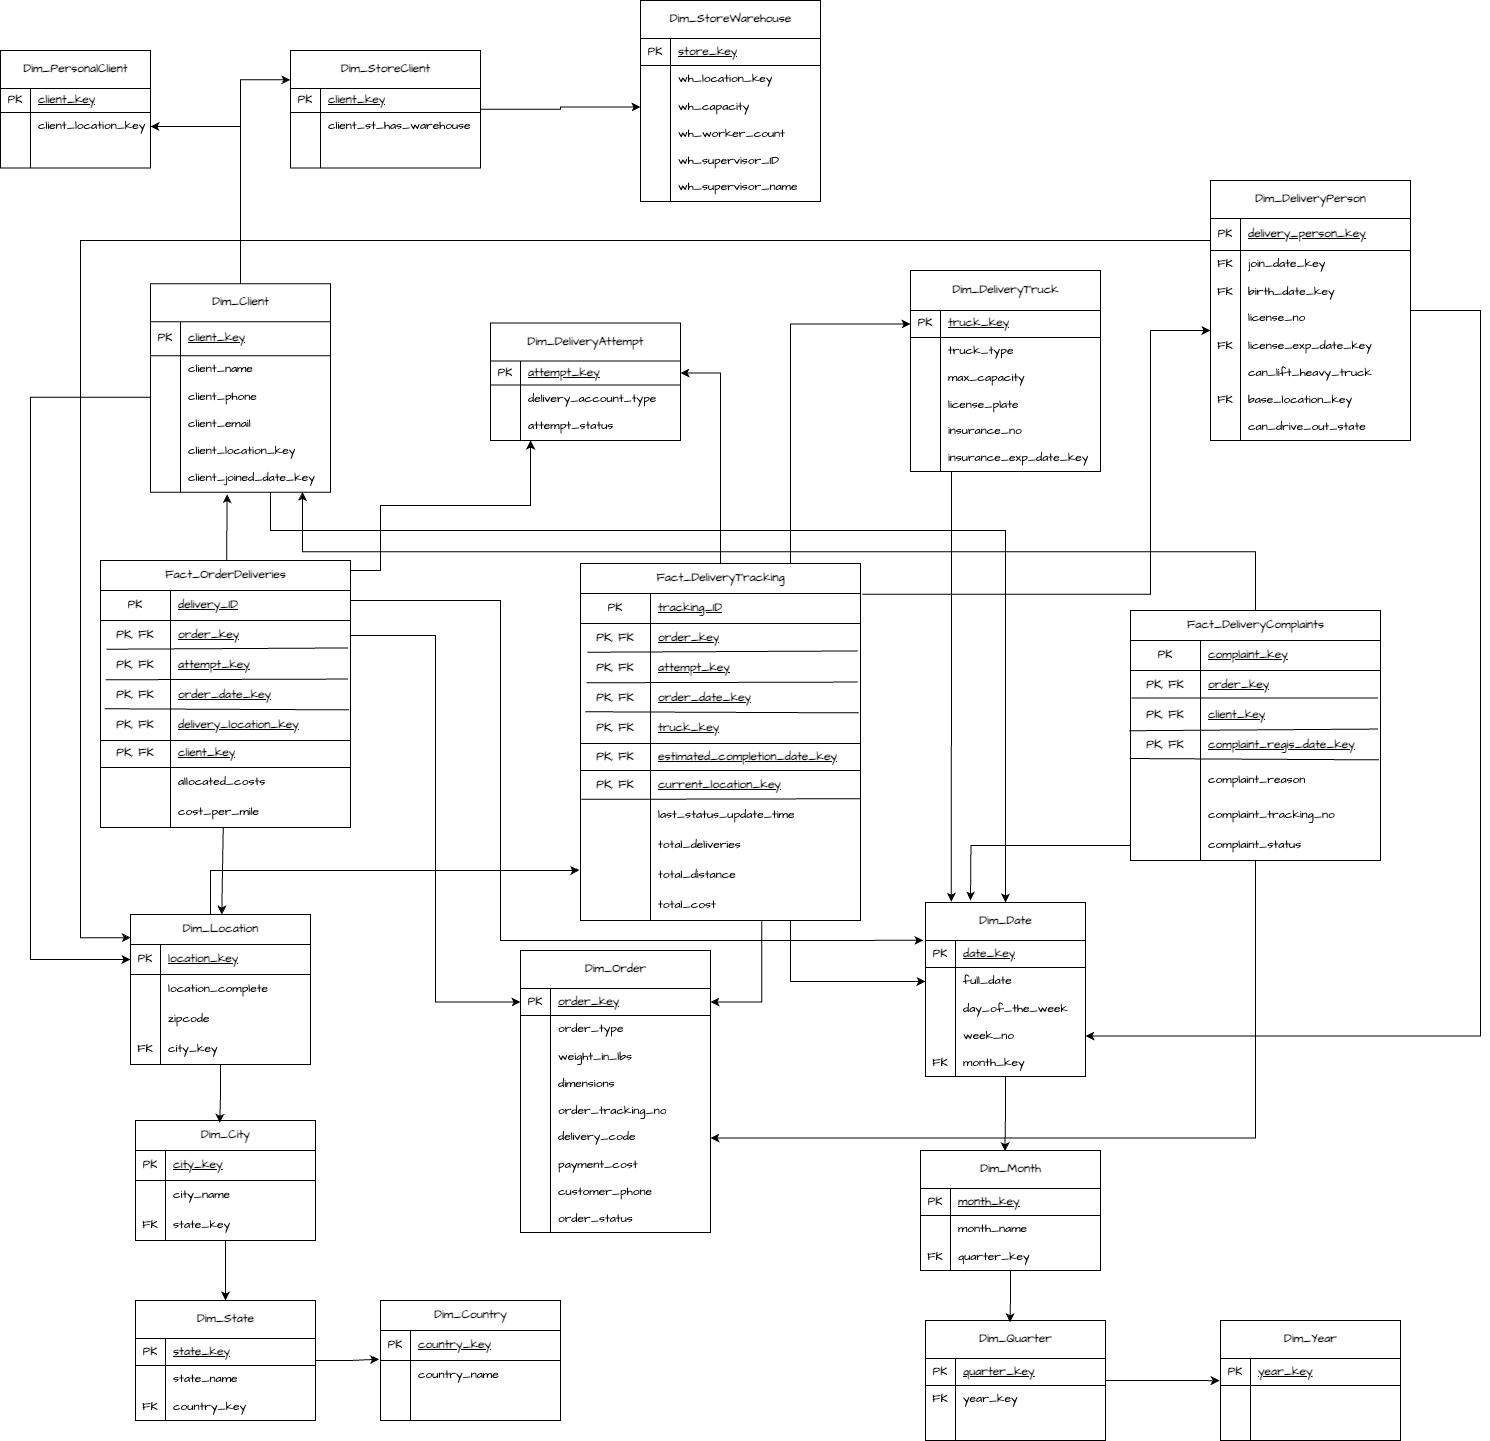 Dim_StoreWarehouse
PK store_key
wh_location_key
wh_capacity
wh_worker_count
wh_supervisor_ID
wh_supervisor_name
Dim_PersonalClient
PK client_key
client_location_key
Dim_StoreClient
PK client_key
client_st_has_warehouse
Dim_DeliveryPerson
PK delivery_person_key
FK join_date_key
FK birth_date_key
license_no
FK license_exp_date_key
can_lift_heavy_truck
FK base_location_key
can_drive_out_state
Dim_Client
PK client_key
client_name
client_phone
client_email
client_location_key
client_joined_date_key
Dim_DeliveryAttempt
PK attempt_key
delivery_account_type
attempt_status
Dim_DeliveryTruck
PK truck_key
truck_type
max_capacity
license_plate
insurance_no
insurance_exp_date_key
Fact_OrderDeliveries
PK delivery_ID
PK, FK order_key
PK, FK attempt_key
PK, FK order_date_key
PK, FK delivery_location_key
PK, FK client_key
allocated_costs
cost_per_mile
Fact_DeliveryTracking
PK tracking_ID
PK, FK order_key
PK, FK attempt_key
PK, FK order_date_key
PK, FK truck_key
PK, FK estimated_completion_date_key
PK, FK current_location_key
last_status_update_time
total_deliveries
total_distance
total_cost
Fact_DeliveryComplaints
PK complaint_key
PK, FK order_key
PK, FK client_key
PK, FK complaint_regis_date_key
complaint_reason
complaint_tracking_no
complaint_status
Dim_Location
PK location_key
location_complete
zipcode
FK city_key
Dim_Order
PK order_key
order_type
weight_in_lbs
dimensions
order_tracking_no
delivery_code
payment_cost
customer_phone
order_status
Dim_Date
PK date_key
full_date
day_of_the_week
week_no
FK month_key
Dim_City
PK city_key
city_name
FK state_key
Dim_Month
PK month_key
month_name
FK quarter_key
Dim_State
PK state_key
state_name
FK country_key
Dim_Country
PK country_key
country_name
Dim_Quarter
PK quarter_key
FK year_key
Dim_Year
PK year_key